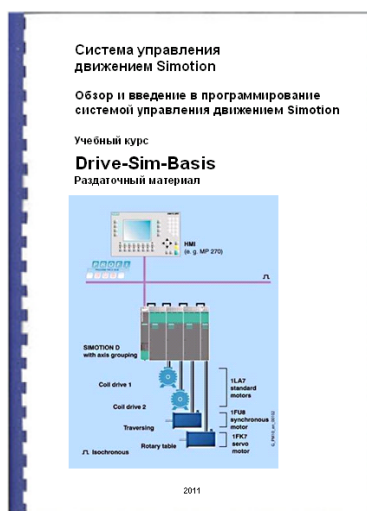 Система управления
движением Simotion
Обзор и введение в программирование
системой управления движением Simotion
Учебный курс
Drive-Sim-Basis
Раздаточный материал
HMI
(e. g. MP 270)
PROFI
BUS
SIMOTION D
with axis grouping
Coil drive 1
Coil drive 2
Traversing
Rotary table
1LA7
standard
motors
1FU8
synchronous
motor
1FK7
servo
motor
Isochronous
2011